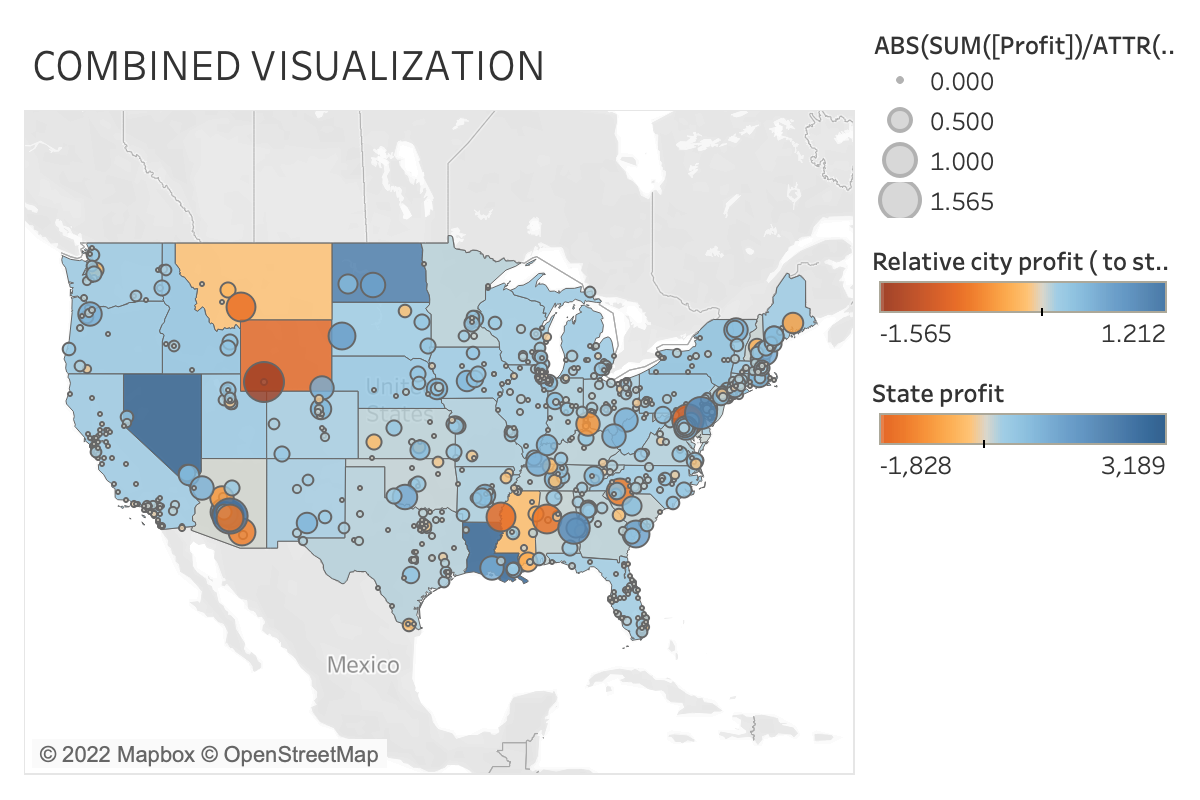 COMBINED VISUALIZATION
ABS(SUM([Profit])/ATTR(..
0.000
0.500
1.000
1.565
Relative city profit ( to st..
-1.565 1.212
State profit
-1,828 3,189
United
States
Mexico
© 2022 Mapbox © OpenStreetMap